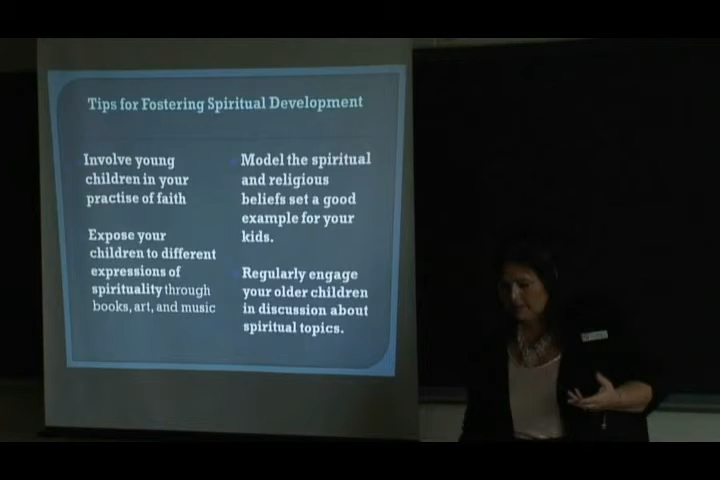 Tips for Fostering Spiritual Development
Involve young
children in your
practise of faith
Expose your
children to different
expressions of
spirituality through
books, art, and music
Model the spiritual
and religious
beliefs set a good
example for your
kids.
Regularly engage
your older children
in discussion about
spiritual topics.